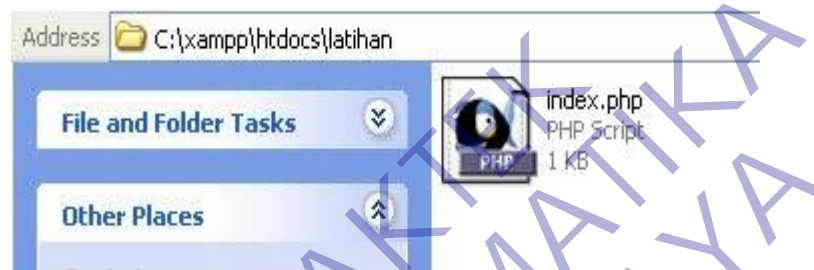 Address C:\xampp\htdocs\latihan
File and Folder Tasks
Other Places
index.php
PHP Script
1 KB
PHP